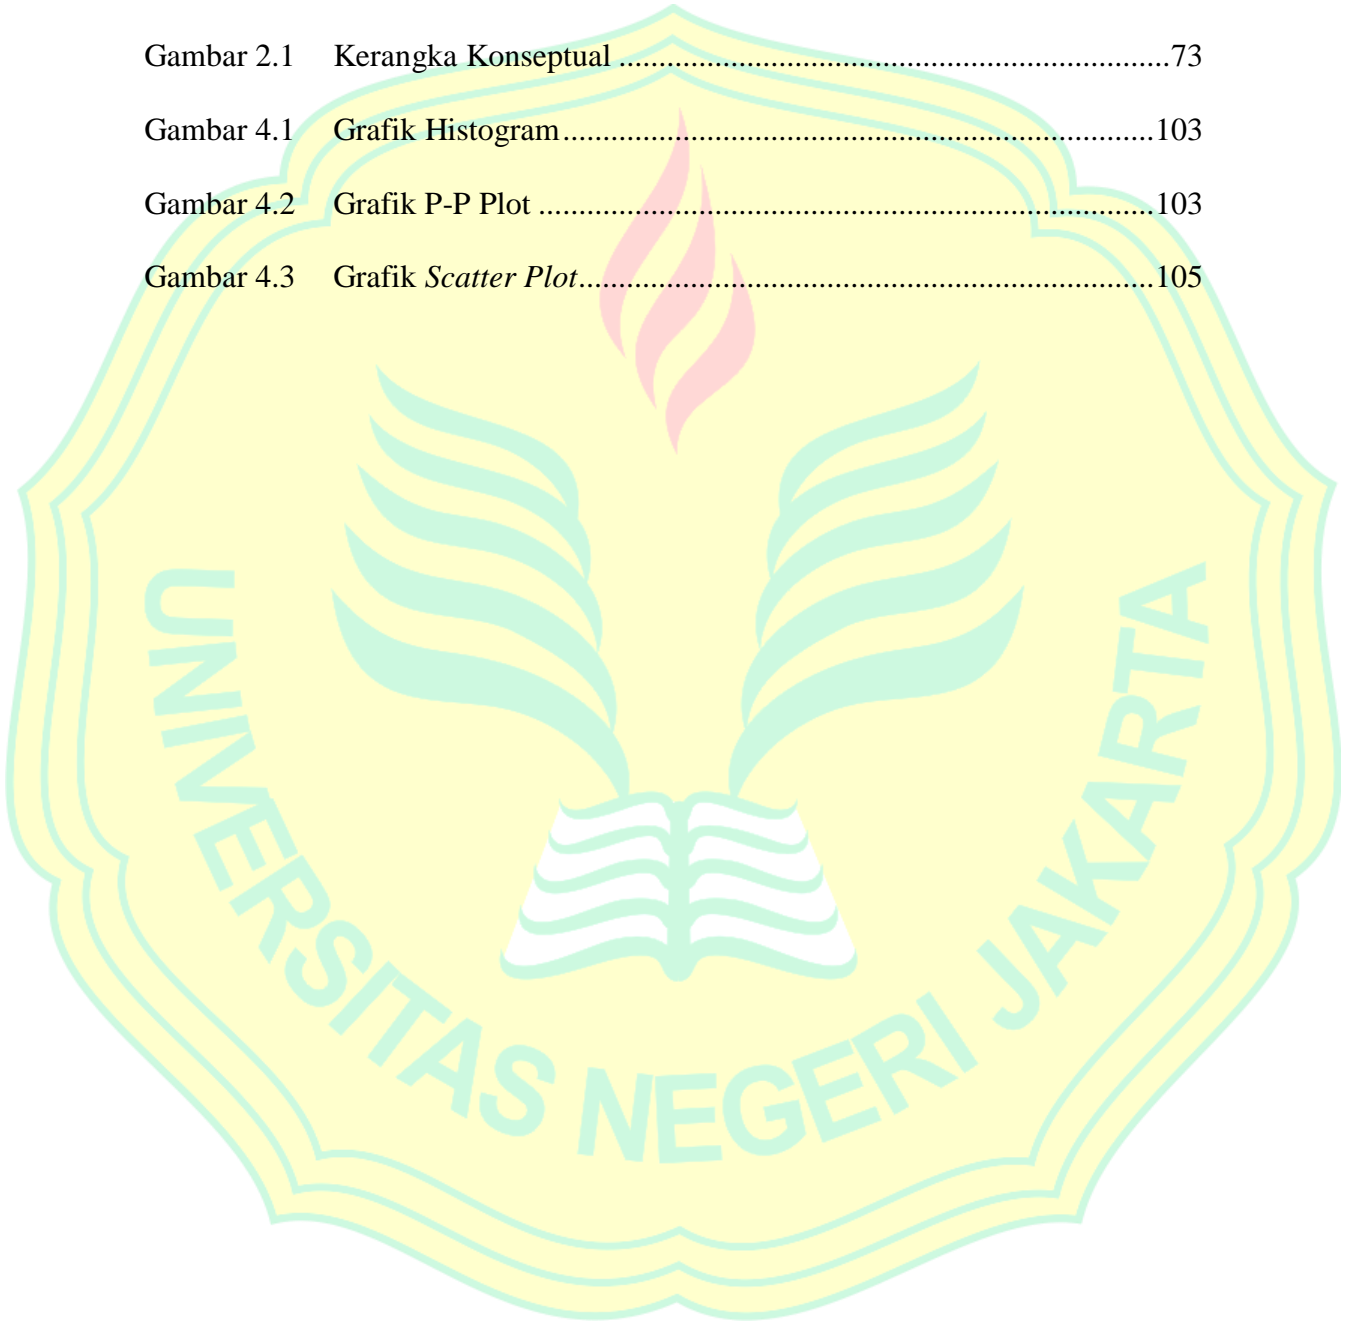 Gambar 2.1 Kerangka Konseptual ....................................................................73
Gambar 4.1 Grafik Histogram.........................................................................103
Gambar 4.2 Grafik P-P Plot ............................................................................103
Gambar 4.3 Grafik Scatter Plot.......................................................................105
UNIVERSITAS NEGERI JAKARTA